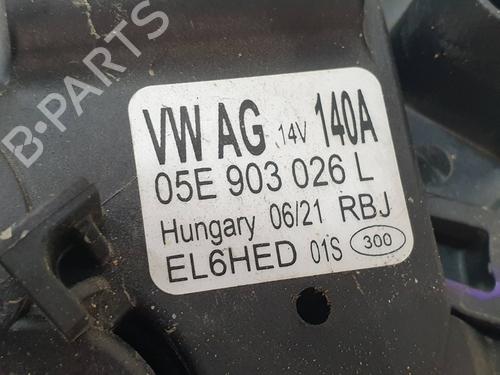 B-PARTS
VW AG 14V 140A
05E 903 026 L
Hungary 06/21 RBJ
EL6HED 01S 300